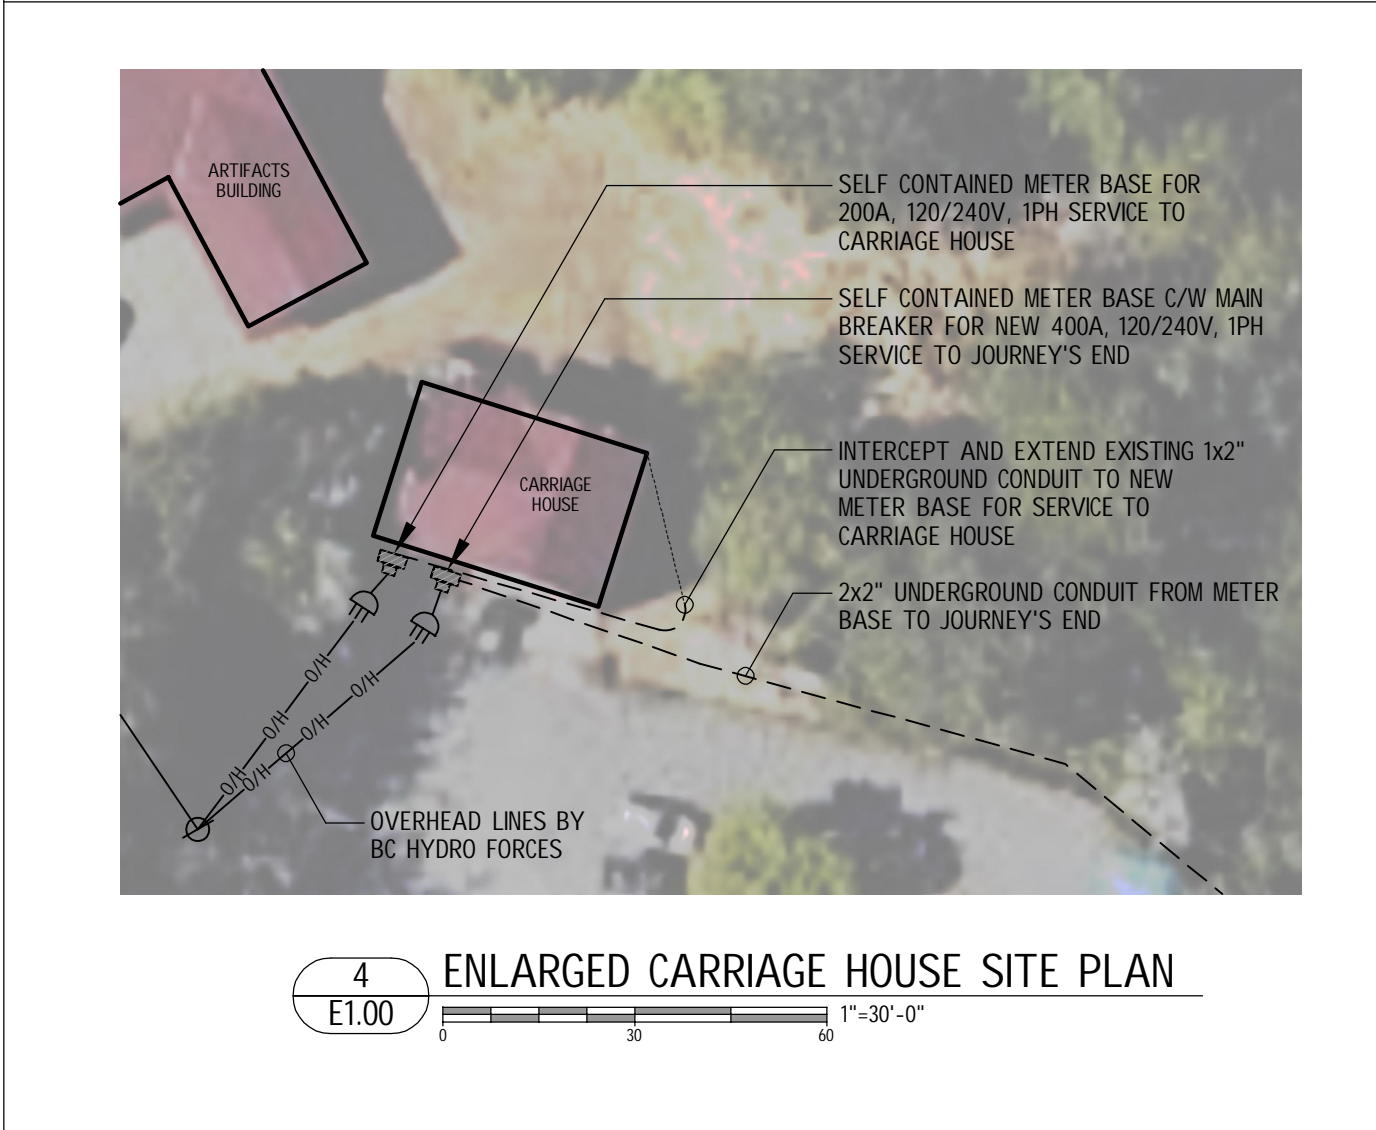 ARTIFACTS
BUILDING
SELF CONTAINED METER BASE FOR
200A, 120/240V, 1PH SERVICE TO
CARRIAGE HOUSE
SELF CONTAINED METER BASE C/W MAIN
BREAKER FOR NEW 400A, 120/240V, 1PH
SERVICE TO JOURNEY'S END
INTERCEPT AND EXTEND EXISTING 1x2"
UNDERGROUND CONDUIT TO NEW
METER BASE FOR SERVICE TO
CARRIAGE HOUSE
CARRIAGE
HOUSE
2x2" UNDERGROUND CONDUIT FROM METER
BASE TO JOURNEY'S END
O/H
O/H
O/H
O/H
O/H
O/H
OVERHEAD LINES BY
BC HYDRO FORCES
4
E1.00
ENLARGED CARRIAGE HOUSE SITE PLAN
1"=30'-0"
0 30 60